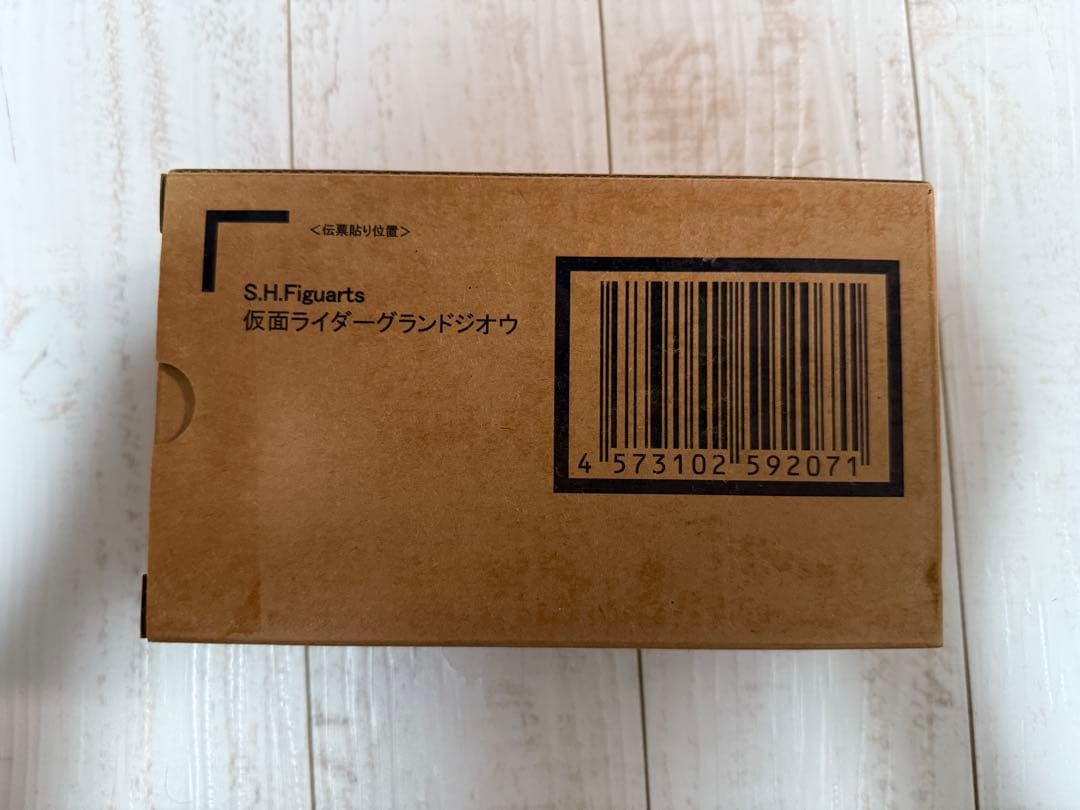 <伝票貼り位置>
S.H.Figuarts
仮面ライダーグランドジオウ
4 573102 592071